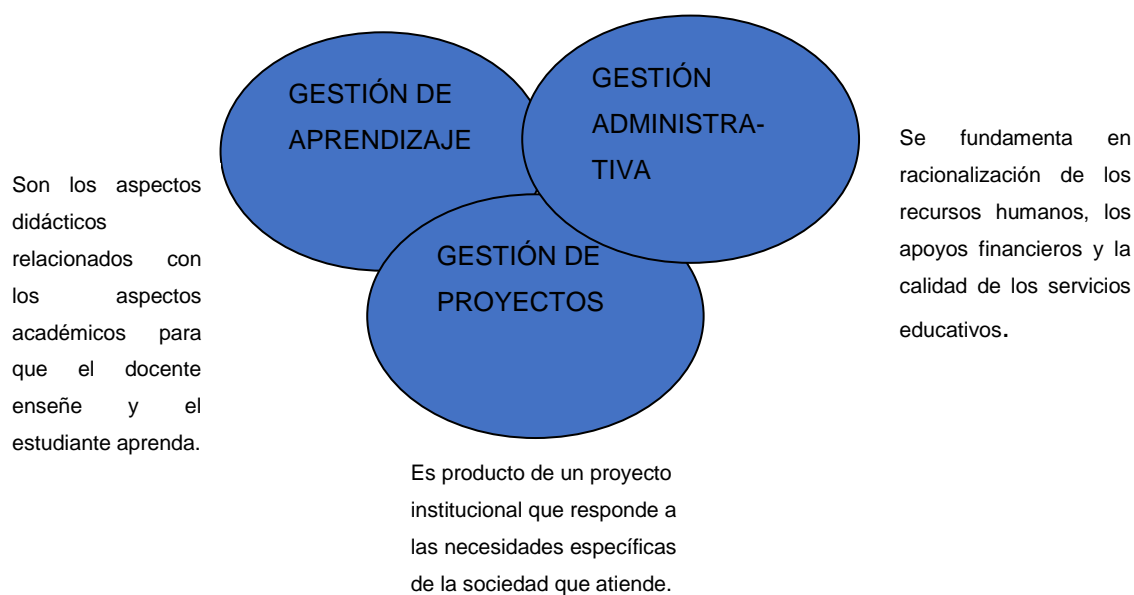 GESTIÓN DE
APRENDIZAJE
GESTIÓN
ADMINISTRA-
TIVA
GESTIÓN DE
PROYECTOS
Son los aspectos
didácticos
relacionados con
los aspectos
académicos para
que el docente
enseñe y el
estudiante aprenda.
Se fundamenta en
racionalización de los
recursos humanos, los
apoyos financieros y la
calidad de los servicios
educativos.
Es producto de un proyecto
institucional que responde a
las necesidades específicas
de la sociedad que atiende.